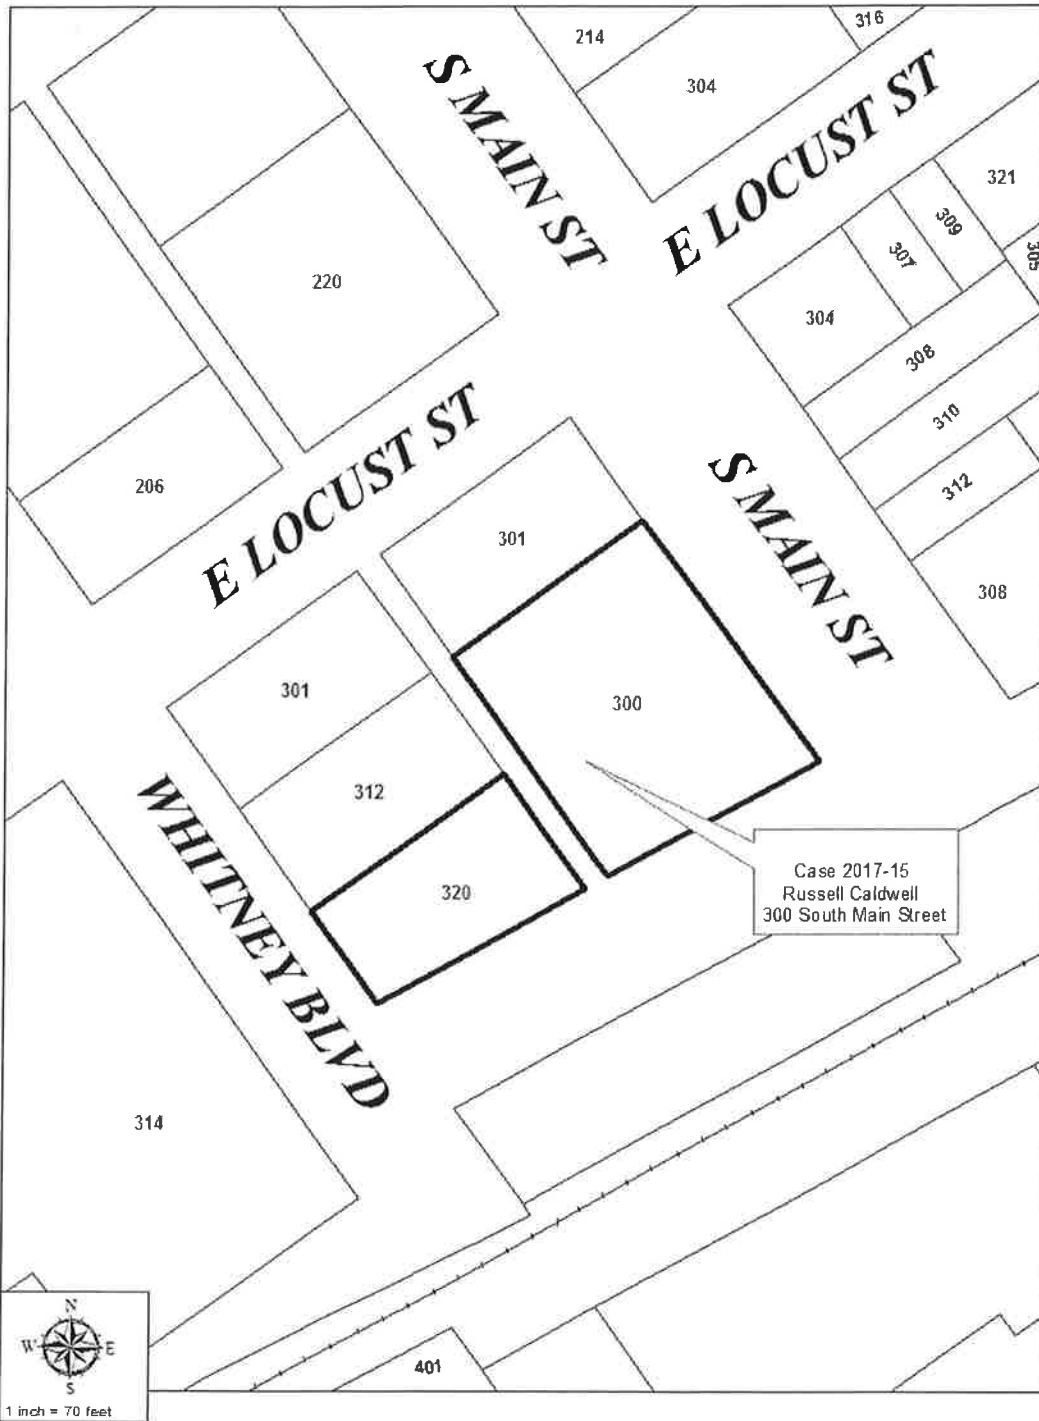 316
214
304
S MAIN ST
E LOCUST ST
321
309
307
305
220
304
308
310
206
E LOCUST ST
S MAIN ST
312
301
308
301
300
312
WHITNEY BLVD
320
Case 2017-15
Russell Caldwell
300 South Main Street
314
N
W E
S
401
1 inch = 70 feet